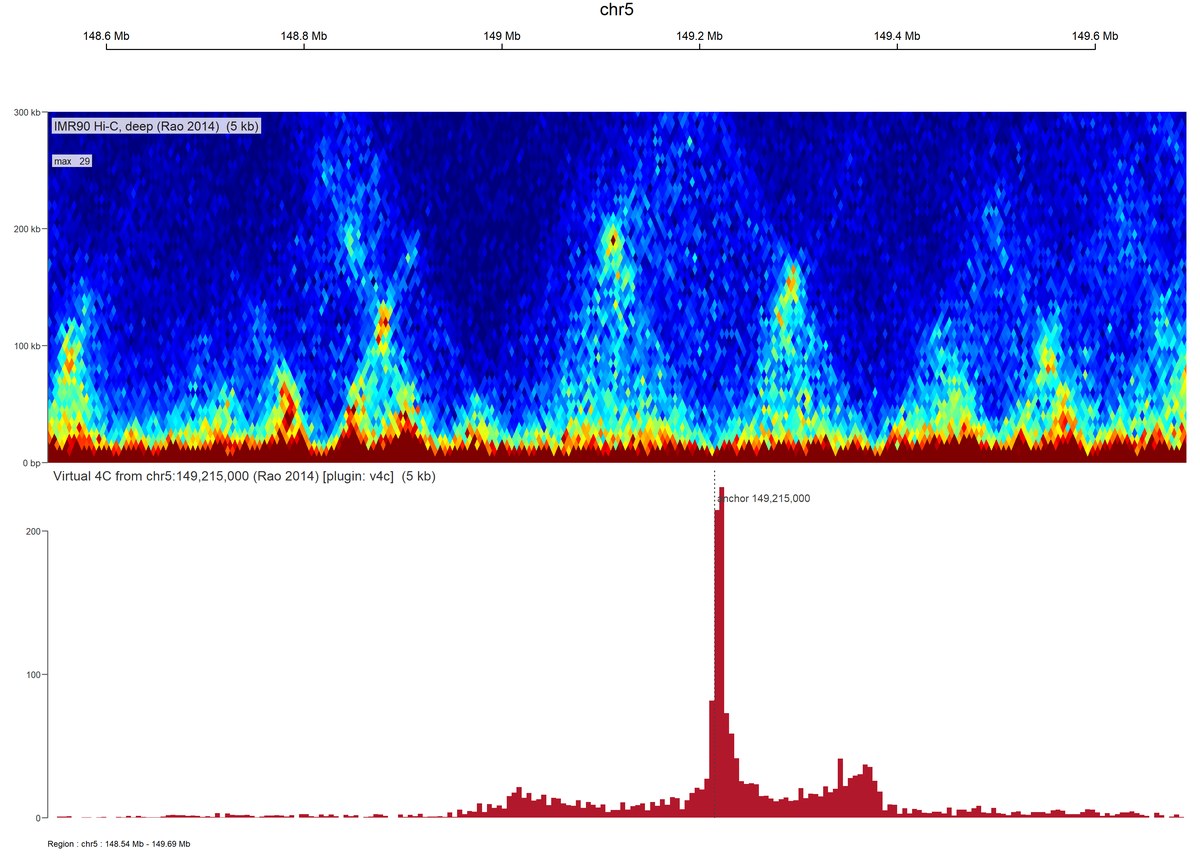 chr5
148.6 Mb 148.8 Mb 149 Mb 149.2 Mb 149.4 Mb 149.6 Mb
300 kb
IMR90 Hi-C, deep (Rao 2014) (5 kb)
max 29
200 kb
100 kb
0 bp
Virtual 4C from chr5:149,215,000 (Rao 2014) [plugin: v4c] (5 kb)
anchor 149,215,000
200
100
0
Region : chr5 : 148.54 Mb - 149.69 Mb